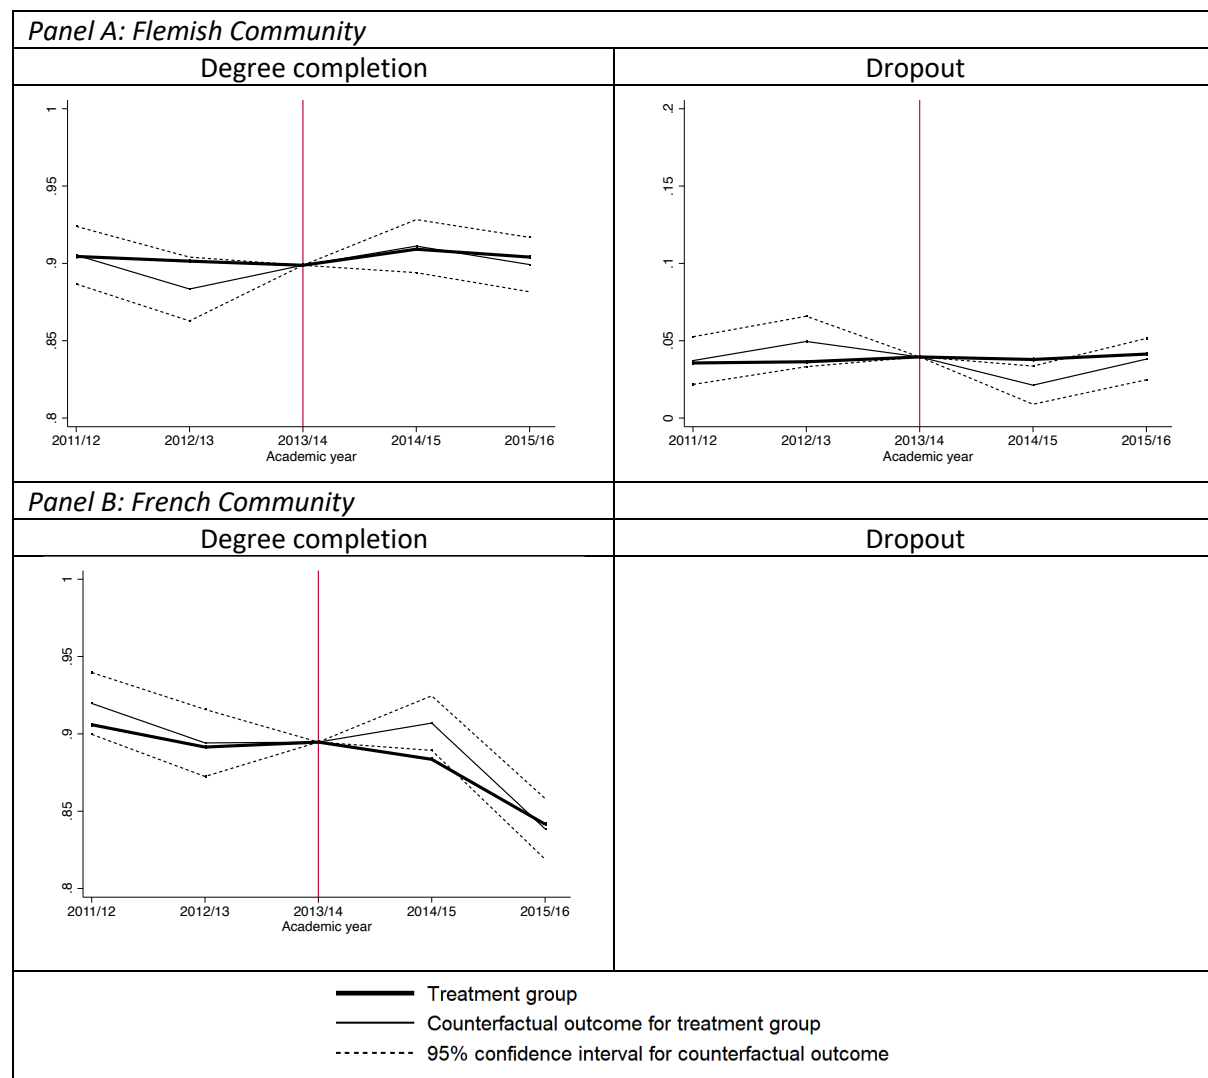 Panel A: Flemish Community
Degree completion
Dropout
1
.95
.9
.85
.8
2011/12 2012/13 2013/14 2014/15 2015/16
Academic year
.2
.15
.1
.05
0
2011/12 2012/13 2013/14 2014/15 2015/16
Academic year
Panel B: French Community
Degree completion
Dropout
1
.95
.9
.85
.8
2011/12 2012/13 2013/14 2014/15 2015/16
Academic year
Treatment group
Counterfactual outcome for treatment group
95% confidence interval for counterfactual outcome